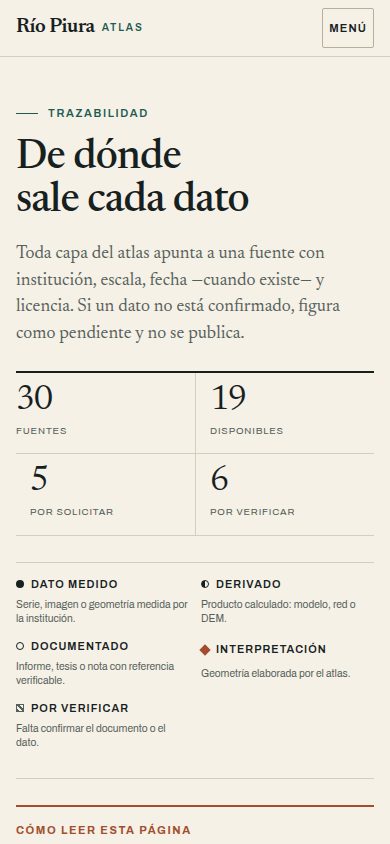 Río Piura ATLAS
MENÚ
TRAZABILIDAD
De dónde
sale cada dato
Toda capa del atlas apunta a una fuente con
institución, escala, fecha —cuando existe— y
licencia. Si un dato no está confirmado, figura
como pendiente y no se publica.
30
FUENTES
19
DISPONIBLES
5
POR SOLICITAR
6
POR VERIFICAR
DATO MEDIDO
Serie, imagen o geometría medida por
la institución.
DERIVADO
Producto calculado: modelo, red o
DEM.
DOCUMENTADO
Informe, tesis o nota con referencia
verificable.
INTERPRETACIÓN
Geometría elaborada por el atlas.
POR VERIFICAR
Falta confirmar el documento o el
dato.
CÓMO LEER ESTA PÁGINA